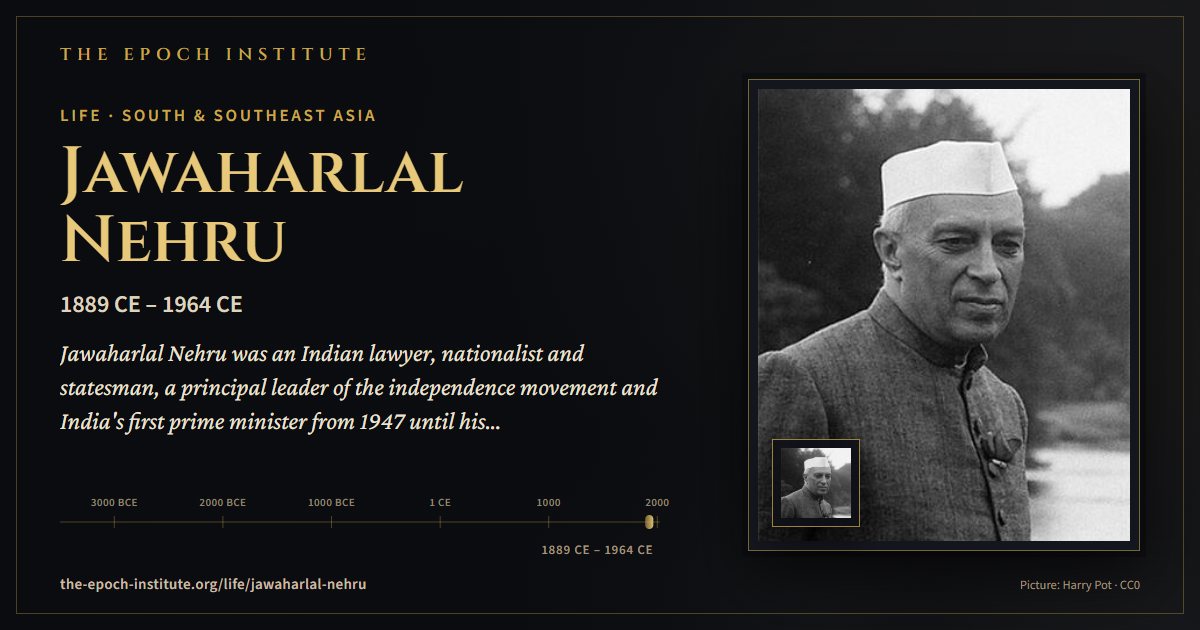 THE EPOCH INSTITUTE
LIFE · SOUTH & SOUTHEAST ASIA
JAWAHARLAL
NEHRU
1889 CE – 1964 CE
Jawaharlal Nehru was an Indian lawyer, nationalist and
statesman, a principal leader of the independence movement and
India's first prime minister from 1947 until his...
3000 BCE 2000 BCE 1000 BCE 1 CE 1000 2000
1889 CE – 1964 CE
the-epoch-institute.org/life/jawaharlal-nehru
Picture: Harry Pot · CC0